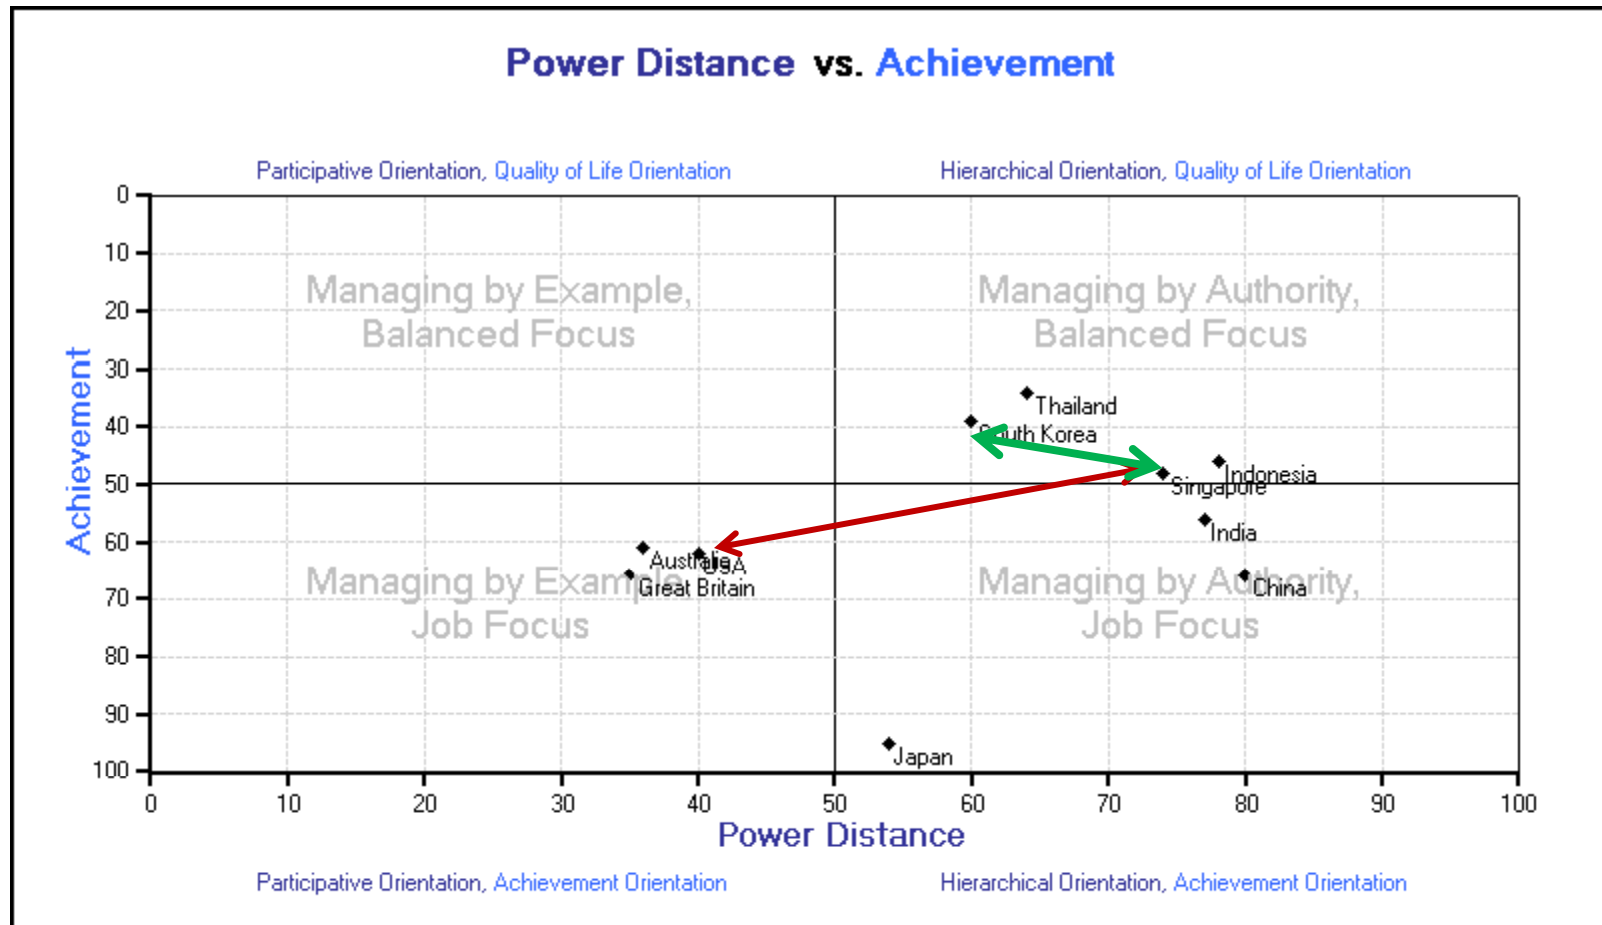 Power Distance vs. Achievement
Participative Orientation, Quality of Life Orientation
Hierarchical Orientation, Quality of Life Orientation
0
10
20
30
40
50
60
70
80
90
100
Achievement
Managing by Example,
Balanced Focus
Managing by Authority,
Balanced Focus
Thailand
South Korea
Indonesia
Singapore
India
Australia
USA
Great Britain
China
Managing by Example,
Job Focus
Managing by Authority,
Job Focus
Japan
0 10 20 30 40 50 60 70 80 90 100
Power Distance
Participative Orientation, Achievement Orientation
Hierarchical Orientation, Achievement Orientation